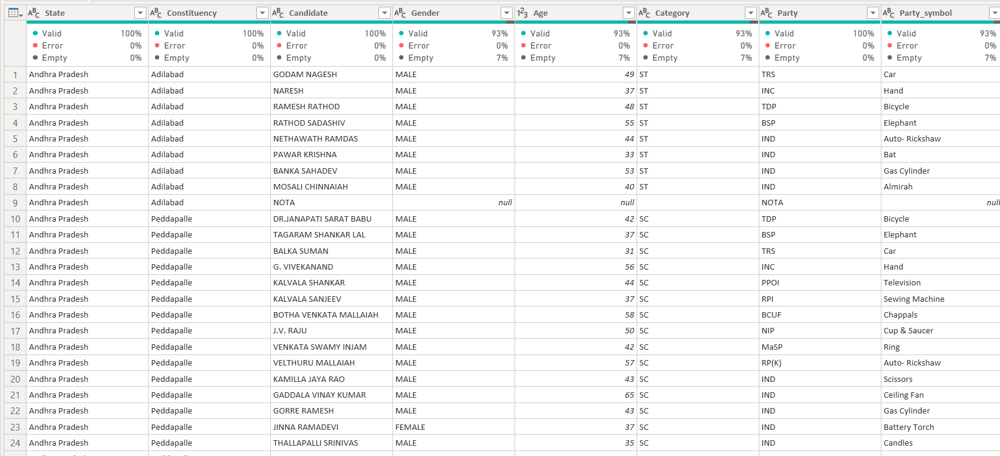 ABC State ABC Constituency ABC Candidate ABC Gender 123 Age ABC Category ABC Party ABC Party_symbol
Valid 100% Valid 100% Valid 100% Valid 93% Valid 93% Valid 93% Valid 100% Valid 93%
Error 0% Error 0% Error 0% Error 0% Error 0% Error 0% Error 0% Error 0%
Empty 0% Empty 0% Empty 0% Empty 7% Empty 7% Empty 7% Empty 0% Empty 7%
1 Andhra Pradesh Adilabad GODAM NAGESH MALE 49 ST TRS Car
2 Andhra Pradesh Adilabad NARESH MALE 37 ST INC Hand
3 Andhra Pradesh Adilabad RAMESH RATHOD MALE 48 ST TDP Bicycle
4 Andhra Pradesh Adilabad RATHOD SADASHIV MALE 55 ST BSP Elephant
5 Andhra Pradesh Adilabad NETHAWATH RAMDAS MALE 44 ST IND Auto- Rickshaw
6 Andhra Pradesh Adilabad PAWAR KRISHNA MALE 33 ST IND Bat
7 Andhra Pradesh Adilabad BANKA SAHADEV MALE 53 ST IND Gas Cylinder
8 Andhra Pradesh Adilabad MOSALI CHINNAIAH MALE 40 ST IND Almirah
9 Andhra Pradesh Adilabad NOTA null null NOTA null
10 Andhra Pradesh Peddapalle DR.JANAPATI SARAT BABU MALE 42 SC TDP Bicycle
11 Andhra Pradesh Peddapalle TAGARAM SHANKAR LAL MALE 37 SC BSP Elephant
12 Andhra Pradesh Peddapalle BALKA SUMAN MALE 31 SC TRS Car
13 Andhra Pradesh Peddapalle G. VIVEKANAND MALE 56 SC INC Hand
14 Andhra Pradesh Peddapalle KALVALA SHANKAR MALE 44 SC PPOI Television
15 Andhra Pradesh Peddapalle KALVALA SANJEEV MALE 37 SC RPI Sewing Machine
16 Andhra Pradesh Peddapalle BOTHA VENKATA MALLAIAH MALE 58 SC BCUF Chappals
17 Andhra Pradesh Peddapalle J.V. RAJU MALE 50 SC NIP Cup & Saucer
18 Andhra Pradesh Peddapalle VENKATA SWAMY INJAM MALE 42 SC MaSP Ring
19 Andhra Pradesh Peddapalle VELTHURU MALLAIAH MALE 57 SC RP(K) Auto- Rickshaw
20 Andhra Pradesh Peddapalle KAMILLA JAYA RAO MALE 43 SC IND Scissors
21 Andhra Pradesh Peddapalle GADDALA VINAY KUMAR MALE 65 SC IND Ceiling Fan
22 Andhra Pradesh Peddapalle GORRE RAMESH MALE 43 SC IND Gas Cylinder
23 Andhra Pradesh Peddapalle JINNA RAMADEVI FEMALE 37 SC IND Battery Torch
24 Andhra Pradesh Peddapalle THALLAPALLI SRINIVAS MALE 35 SC IND Candles